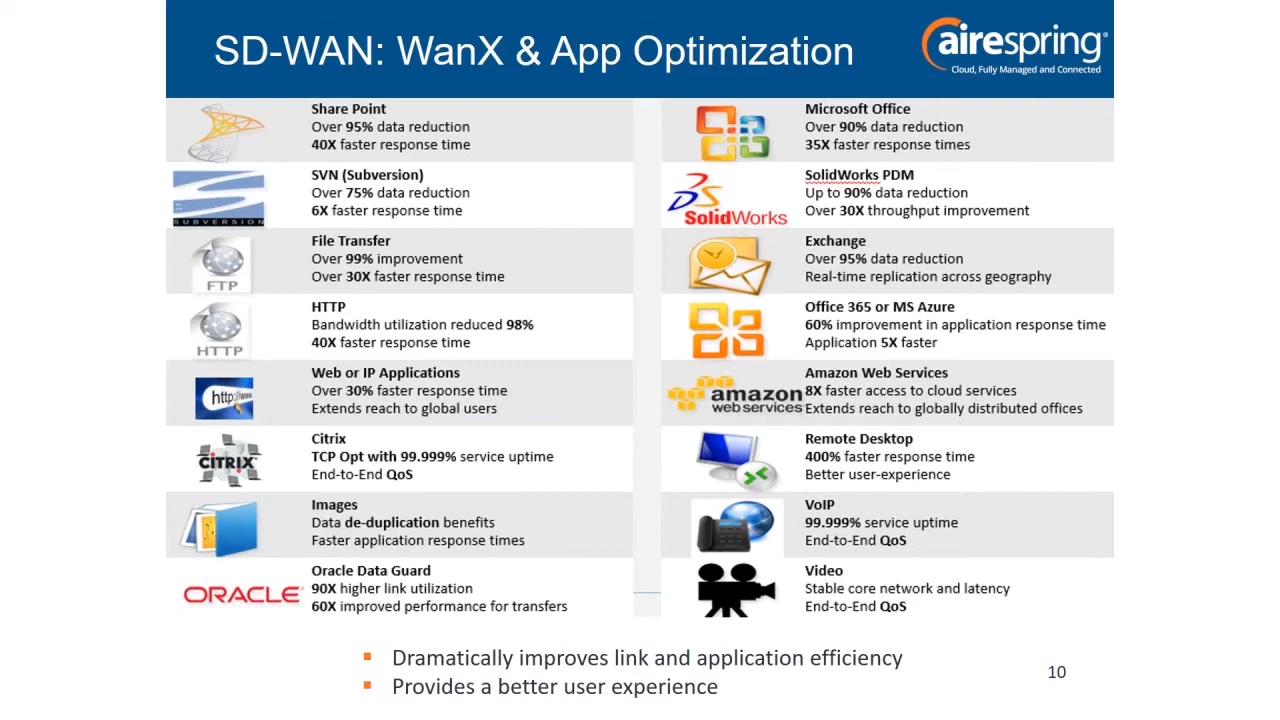 SD-WAN: WanX & App Optimization
airespring®
Cloud, Fully Managed and Connected
Share Point
Over 95% data reduction
40X faster response time
SUBVERSION
SVN (Subversion)
Over 75% data reduction
6X faster response time
FTP
File Transfer
Over 99% improvement
Over 30X faster response time
HTTP
HTTP
Bandwidth utilization reduced 98%
40X faster response time
http://www
Web or IP Applications
Over 30% faster response time
Extends reach to global users
CITRIX
Citrix
TCP Opt with 99.999% service uptime
End-to-End QoS
Images
Data de-duplication benefits
Faster application response times
ORACLE
Oracle Data Guard
90X higher link utilization
60X improved performance for transfers
Microsoft Office
Over 90% data reduction
35X faster response times
SolidWorks
SolidWorks PDM
Up to 90% data reduction
Over 30X throughput improvement
Exchange
Over 95% data reduction
Real-time replication across geography
Office 365 or MS Azure
60% improvement in application response time
Application 5X faster
amazon
webservices
Amazon Web Services
8X faster access to cloud services
Extends reach to globally distributed offices
Remote Desktop
400% faster response time
Better user-experience
VoIP
99.999% service uptime
End-to-End QoS
Video
Stable core network and latency
End-to-End QoS
▪ Dramatically improves link and application efficiency
▪ Provides a better user experience
10